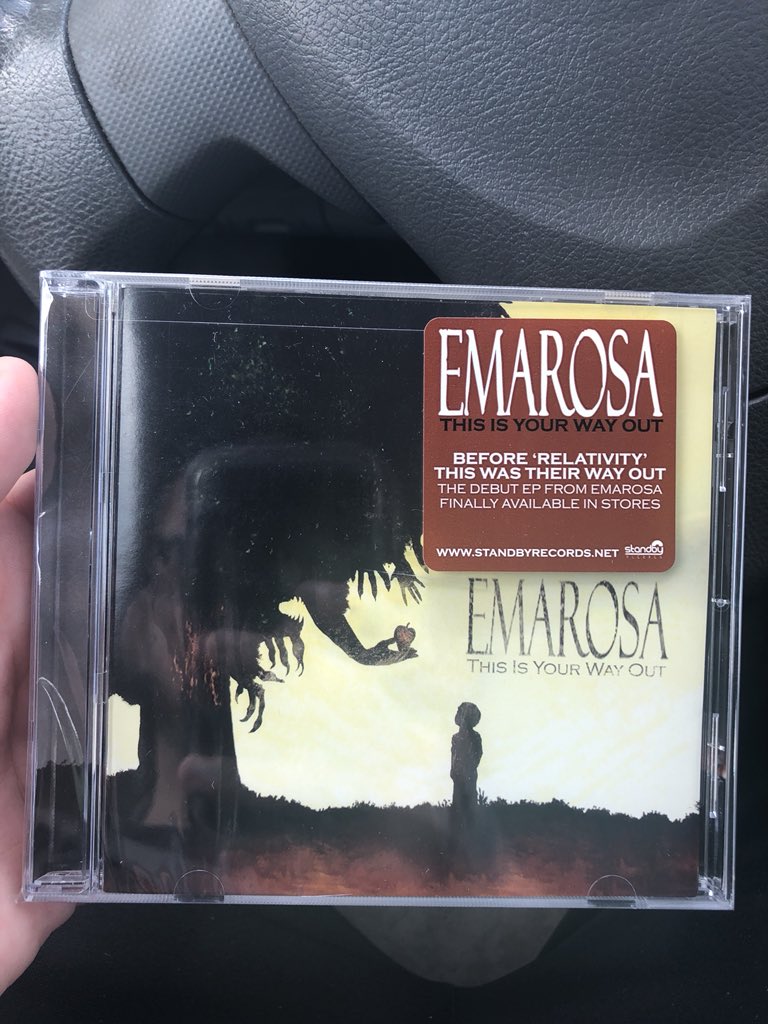 EMAROSA
THIS IS YOUR WAY OUT
BEFORE ‘RELATIVITY’
THIS WAS THEIR WAY OUT
THE DEBUT EP FROM EMAROSA
FINALLY AVAILABLE IN STORES
WWW.STANDBYRECORDS.NET standby
RECORDS
EMAROSA
THIS IS YOUR WAY OUT